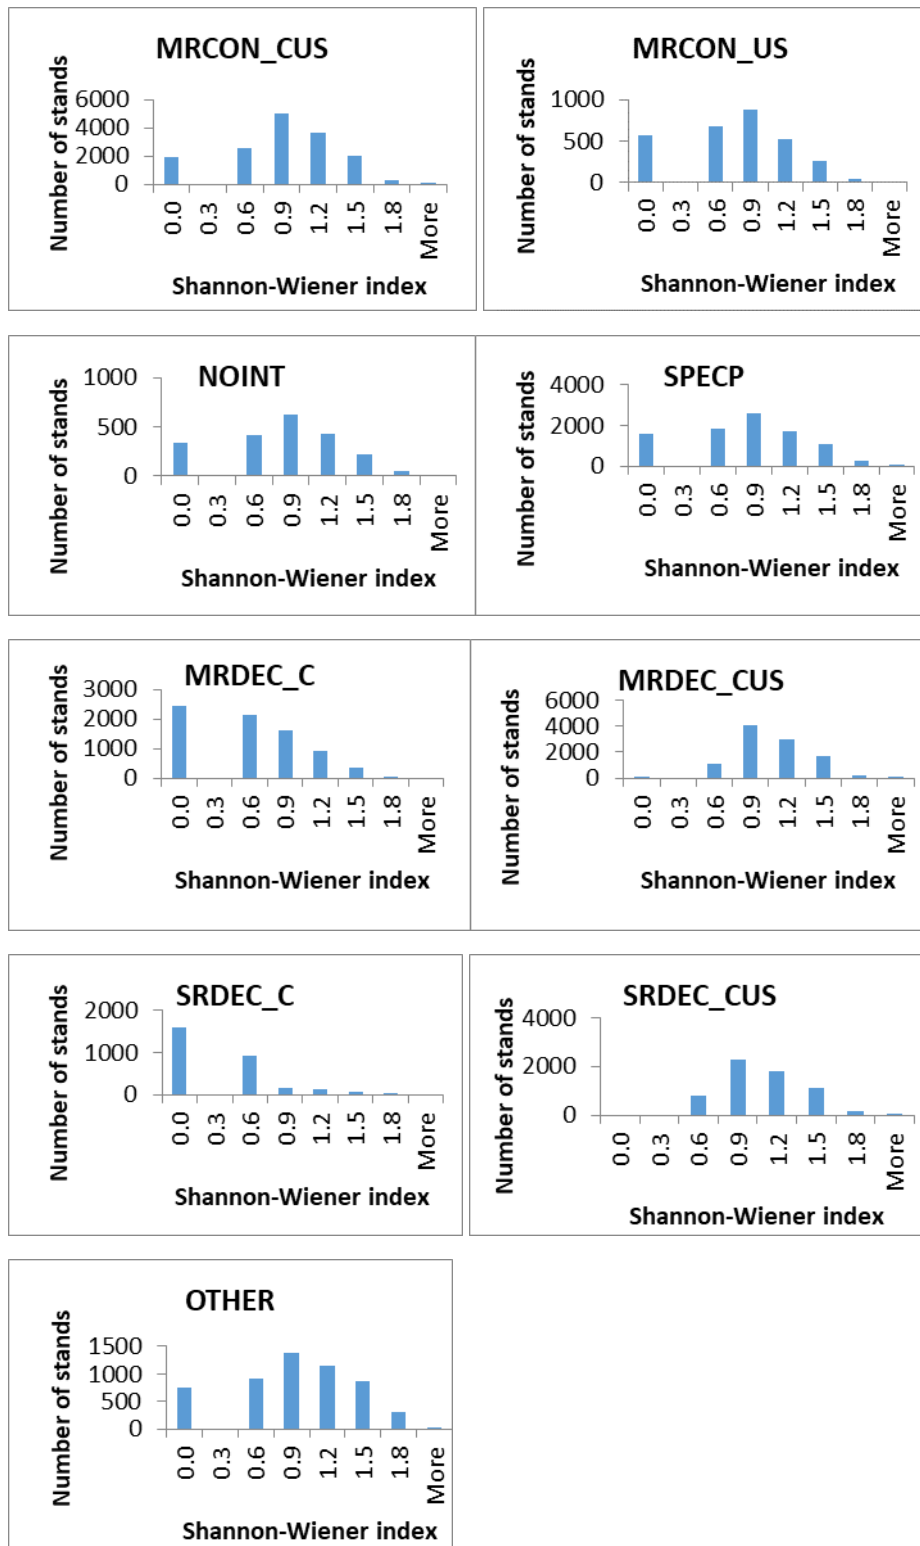 MRCON_CUS
Number of stands
6000
4000
2000
0
0.0 0.3 0.6 0.9 1.2 1.5 1.8 More
Shannon-Wiener index
MRCON_US
Number of stands
1000
500
0
0.0 0.3 0.6 0.9 1.2 1.5 1.8 More
Shannon-Wiener index
NOINT
Number of stands
1000
500
0
0.0 0.3 0.6 0.9 1.2 1.5 1.8 More
Shannon-Wiener index
SPECP
Number of stands
4000
2000
0
0.0 0.3 0.6 0.9 1.2 1.5 1.8 More
Shannon-Wiener index
MRDEC_C
Number of stands
3000
2000
1000
0
0.0 0.3 0.6 0.9 1.2 1.5 1.8 More
Shannon-Wiener index
MRDEC_CUS
Number of stands
6000
4000
2000
0
0.0 0.3 0.6 0.9 1.2 1.5 1.8 More
Shannon-Wiener index
SRDEC_C
Number of stands
2000
1000
0
0.0 0.3 0.6 0.9 1.2 1.5 1.8 More
Shannon-Wiener index
SRDEC_CUS
Number of stands
4000
2000
0
0.0 0.3 0.6 0.9 1.2 1.5 1.8 More
Shannon-Wiener index
OTHER
Number of stands
1500
1000
500
0
0.0 0.3 0.6 0.9 1.2 1.5 1.8 More
Shannon-Wiener index